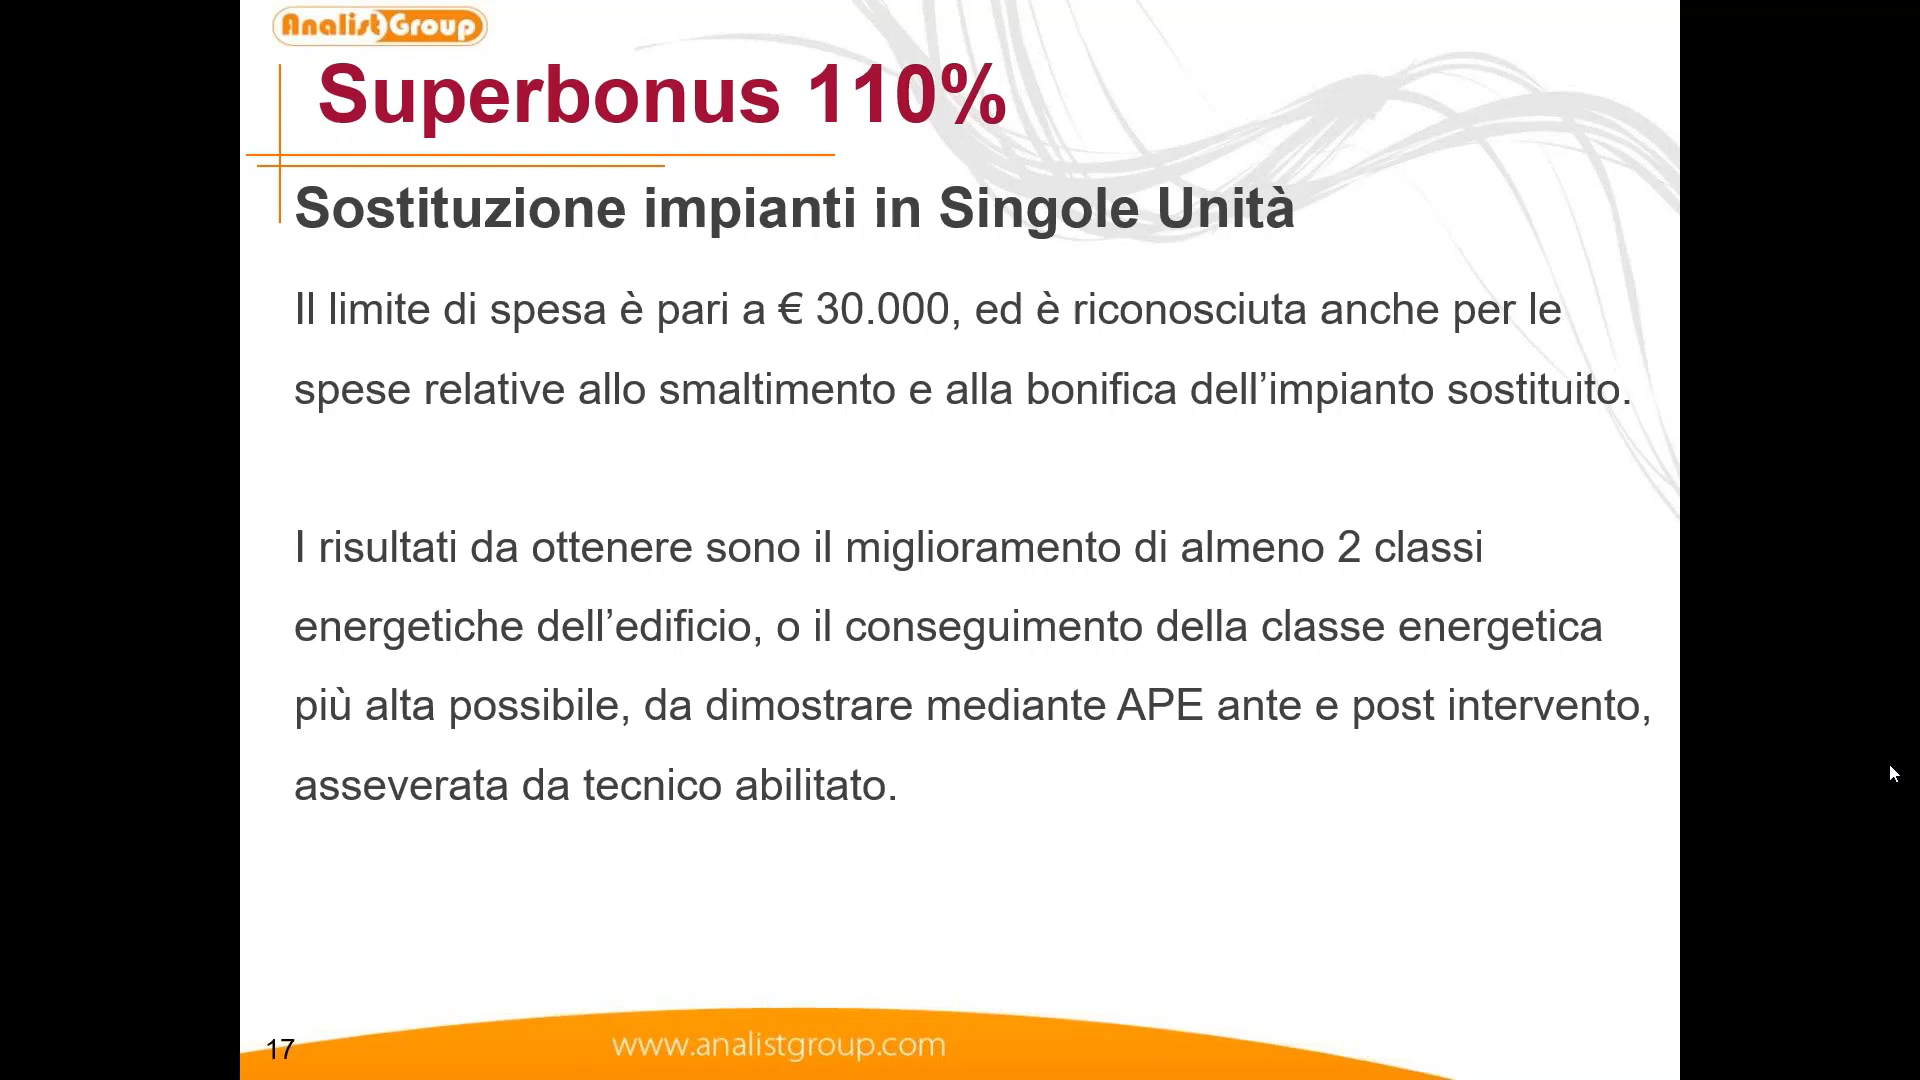 AnalistGroup
Superbonus 110%
Sostituzione impianti in Singole Unità
Il limite di spesa è pari a € 30.000, ed è riconosciuta anche per le
spese relative allo smaltimento e alla bonifica dell’impianto sostituito.
I risultati da ottenere sono il miglioramento di almeno 2 classi
energetiche dell’edificio, o il conseguimento della classe energetica
più alta possibile, da dimostrare mediante APE ante e post intervento,
asseverata da tecnico abilitato.
17
www.analistgroup.com